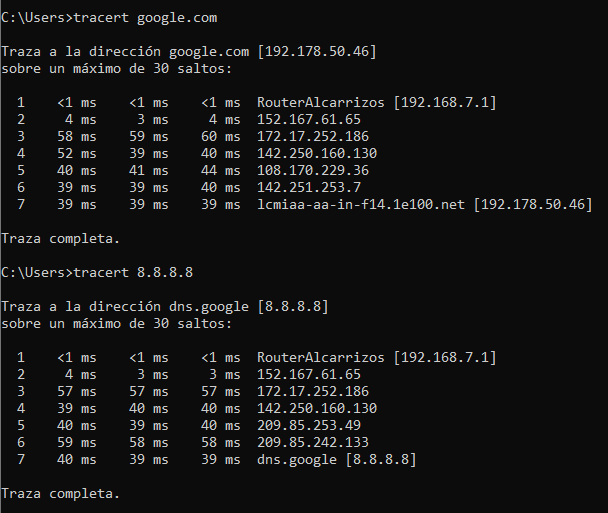 C:\Users>tracert google.com
Traza a la dirección google.com [192.178.50.46]
sobre un máximo de 30 saltos:
1 <1 ms <1 ms <1 ms RouterAlcarrizos [192.168.7.1]
2 4 ms 3 ms 4 ms 152.167.61.65
3 58 ms 59 ms 60 ms 172.17.252.186
4 52 ms 39 ms 40 ms 142.250.160.130
5 40 ms 41 ms 44 ms 108.170.229.36
6 39 ms 39 ms 40 ms 142.251.253.7
7 39 ms 39 ms 39 ms lcmiaa-aa-in-f14.1e100.net [192.178.50.46]
Traza completa.
C:\Users>tracert 8.8.8.8
Traza a la dirección dns.google [8.8.8.8]
sobre un máximo de 30 saltos:
1 <1 ms <1 ms <1 ms RouterAlcarrizos [192.168.7.1]
2 4 ms 3 ms 3 ms 152.167.61.65
3 57 ms 57 ms 57 ms 172.17.252.186
4 39 ms 40 ms 40 ms 142.250.160.130
5 40 ms 39 ms 40 ms 209.85.253.49
6 59 ms 58 ms 58 ms 209.85.242.133
7 40 ms 39 ms 39 ms dns.google [8.8.8.8]
Traza completa.